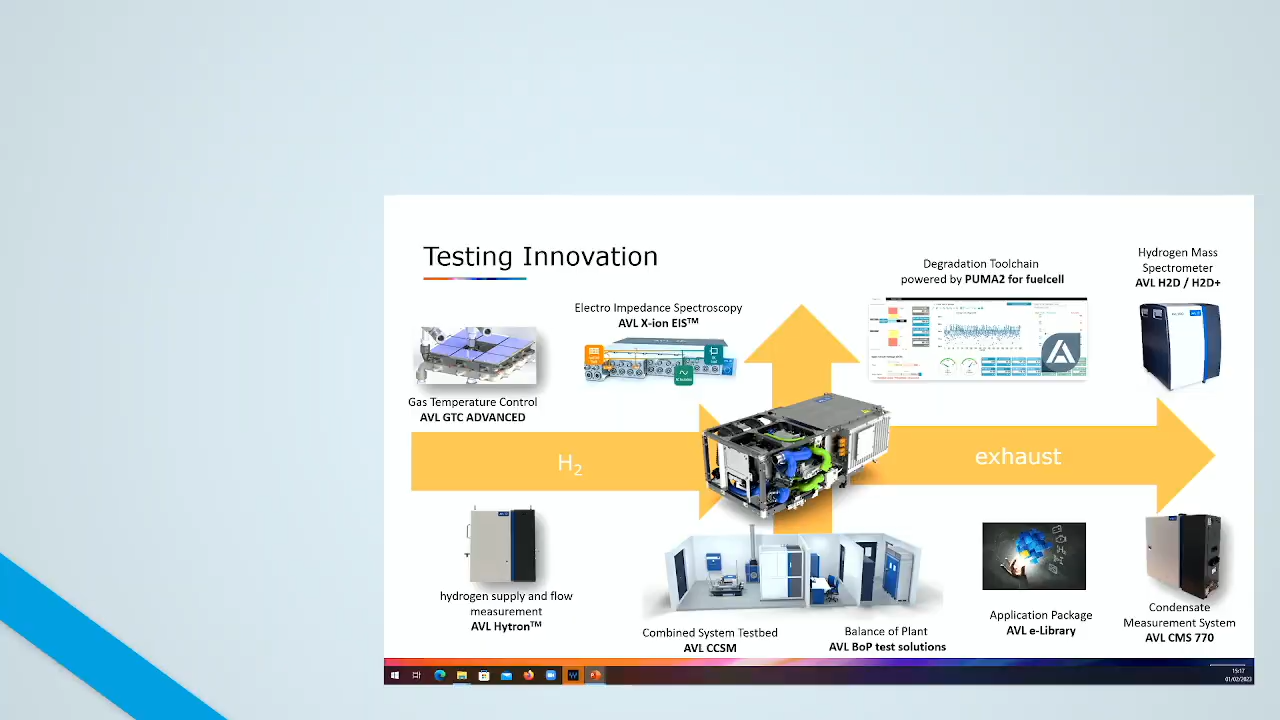 Testing Innovation
Hydrogen Mass
Spectrometer
AVL H2D / H2D+
Degradation Toolchain
powered by PUMA2 for fuelcell
Electro Impedance Spectroscopy
AVL X-ion EIS™
Gas Temperature Control
AVL GTC ADVANCED
H₂
exhaust
hydrogen supply and flow
measurement
AVL Hytron™
Combined System Testbed
AVL CCSM
Balance of Plant
AVL BoP test solutions
Application Package
AVL e-Library
Condensate
Measurement System
AVL CMS 770
15:17
01/02/2023